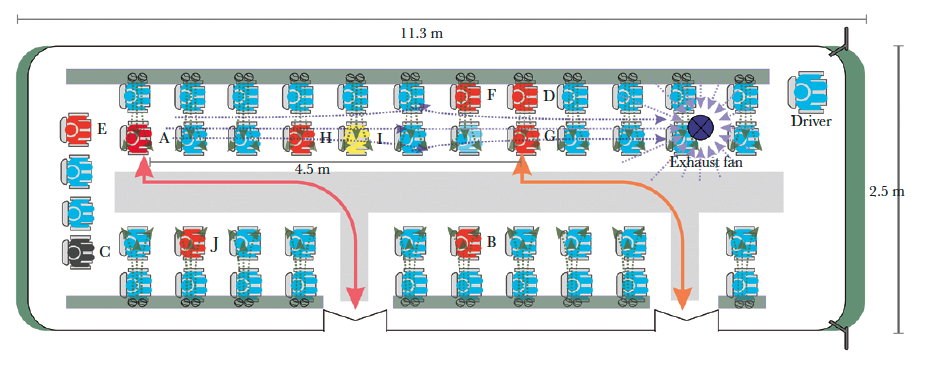 11.3 m
F
D
Driver
E
A
H
I
G
Exhaust fan
4.5 m
2.5 m
C
J
B